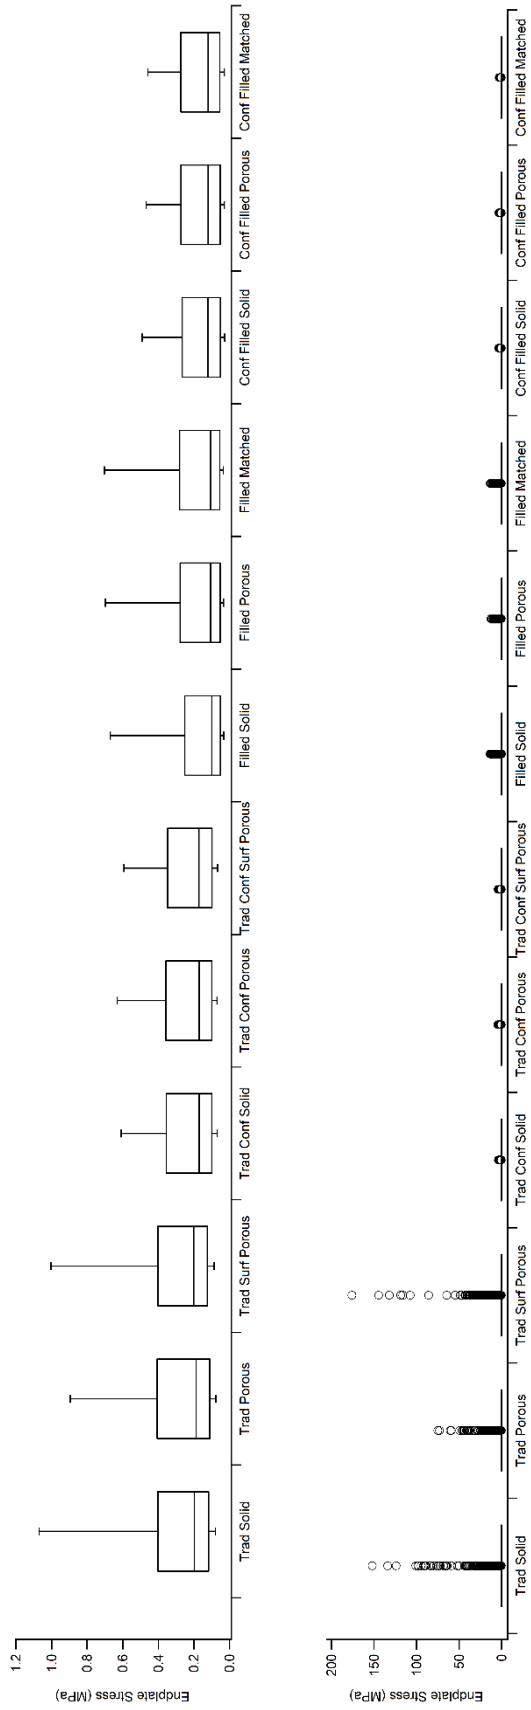 Endplate Stress (MPa)
1.2
1.0
0.8
0.6
0.4
0.2
0.0
Trad Solid
Trad Porous
Trad Surf Porous
Trad Conf Solid
Trad Conf Porous
Trad Conf Surf Porous
Filled Solid
Filled Porous
Filled Matched
Conf Filled Solid
Conf Filled Porous
Conf Filled Matched
Endplate Stress (MPa)
200
150
100
50
0
Trad Solid
Trad Porous
Trad Surf Porous
Trad Conf Solid
Trad Conf Porous
Trad Conf Surf Porous
Filled Solid
Filled Porous
Filled Matched
Conf Filled Solid
Conf Filled Porous
Conf Filled Matched